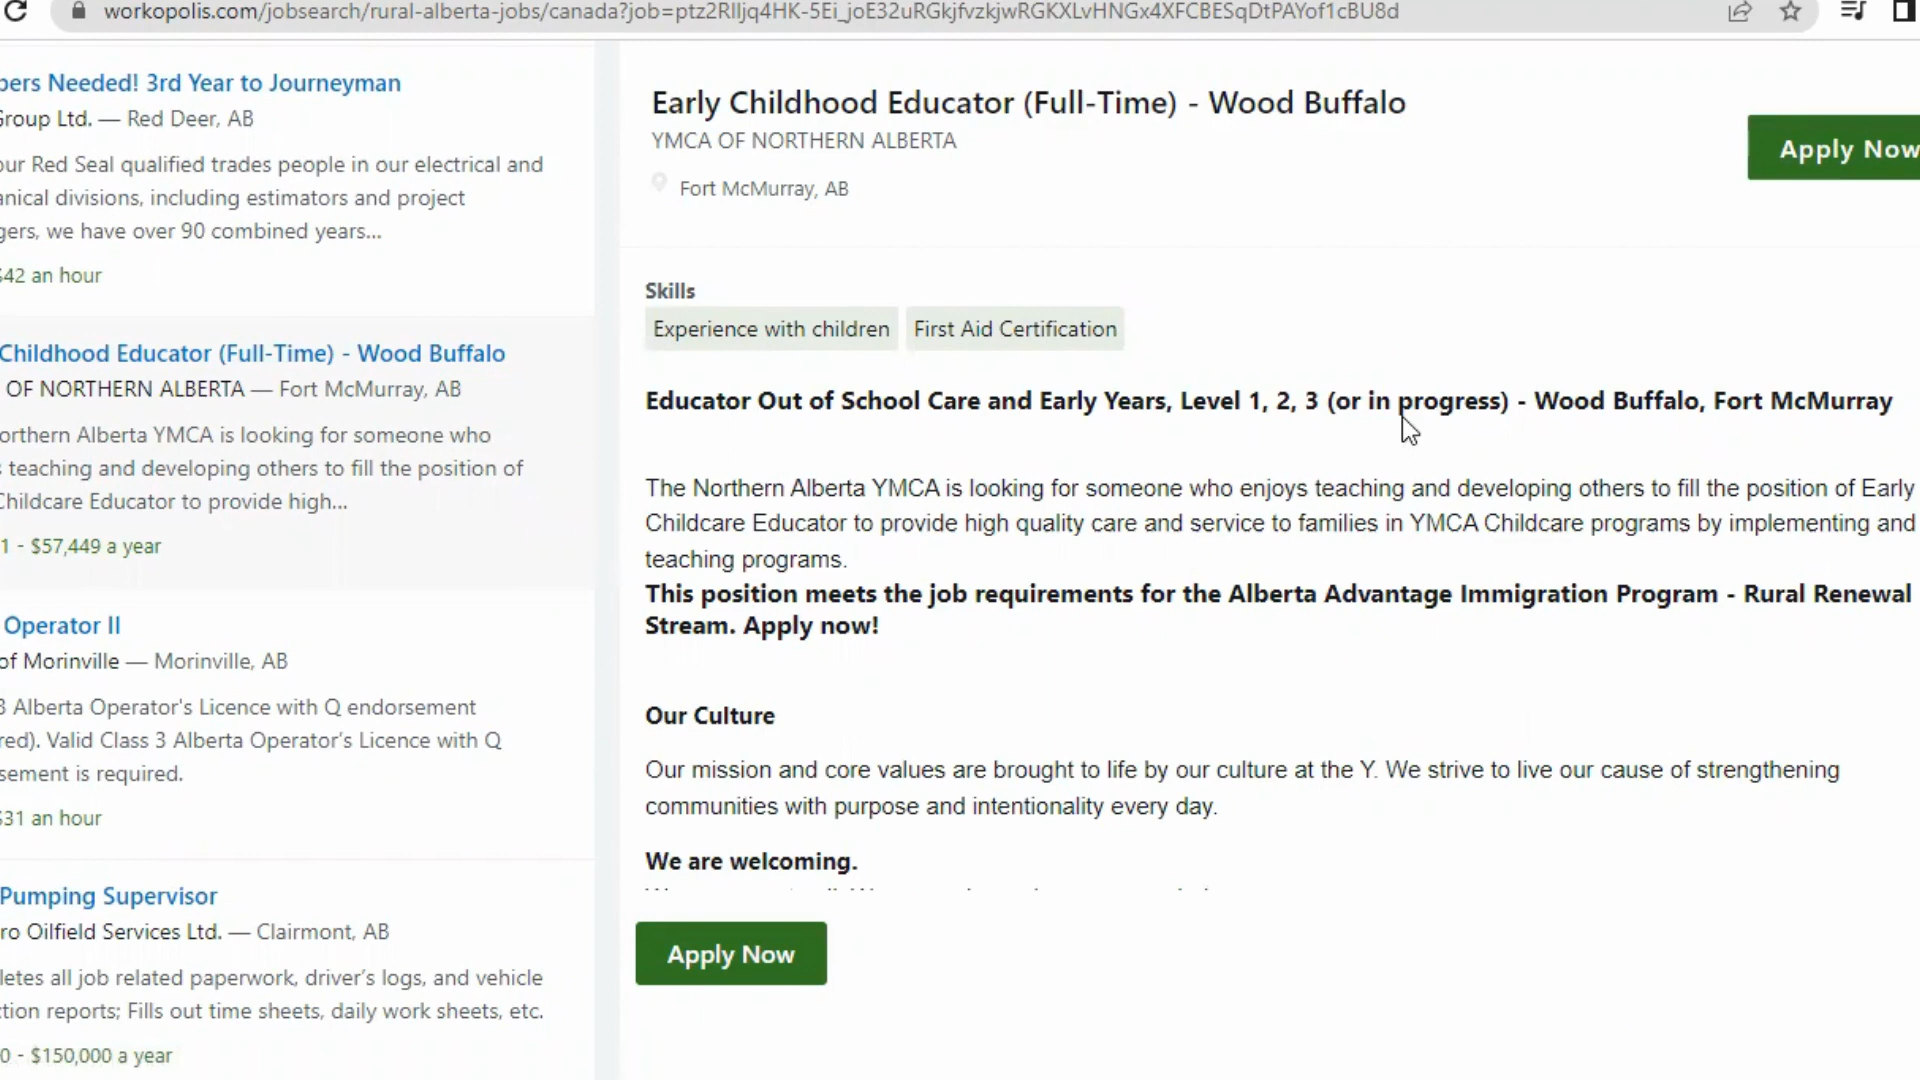 workopolis.com/jobsearch/rural-alberta-jobs/canada?job=ptz2RlIjq4HK-5Ei_joE32uRGkjfvzkjwRGKXLvHNGx4XFCBESqDtPAYof1cBU8d
pers Needed! 3rd Year to Journeyman
Group Ltd. — Red Deer, AB
our Red Seal qualified trades people in our electrical and
anical divisions, including estimators and project
gers, we have over 90 combined years...
$42 an hour
Childhood Educator (Full-Time) - Wood Buffalo
OF NORTHERN ALBERTA — Fort McMurray, AB
orthern Alberta YMCA is looking for someone who
s teaching and developing others to fill the position of
Childcare Educator to provide high...
1 - $57,449 a year
Operator II
of Morinville — Morinville, AB
3 Alberta Operator's Licence with Q endorsement
red). Valid Class 3 Alberta Operator's Licence with Q
sement is required.
$31 an hour
Pumping Supervisor
ro Oilfield Services Ltd. — Clairmont, AB
letes all job related paperwork, driver's logs, and vehicle
ction reports; Fills out time sheets, daily work sheets, etc.
0 - $150,000 a year
Early Childhood Educator (Full-Time) - Wood Buffalo
YMCA OF NORTHERN ALBERTA
Fort McMurray, AB
Apply Now
Skills
Experience with children First Aid Certification
Educator Out of School Care and Early Years, Level 1, 2, 3 (or in progress) - Wood Buffalo, Fort McMurray
The Northern Alberta YMCA is looking for someone who enjoys teaching and developing others to fill the position of Early
Childcare Educator to provide high quality care and service to families in YMCA Childcare programs by implementing and
teaching programs.
This position meets the job requirements for the Alberta Advantage Immigration Program - Rural Renewal
Stream. Apply now!
Our Culture
Our mission and core values are brought to life by our culture at the Y. We strive to live our cause of strengthening
communities with purpose and intentionality every day.
We are welcoming.
Apply Now